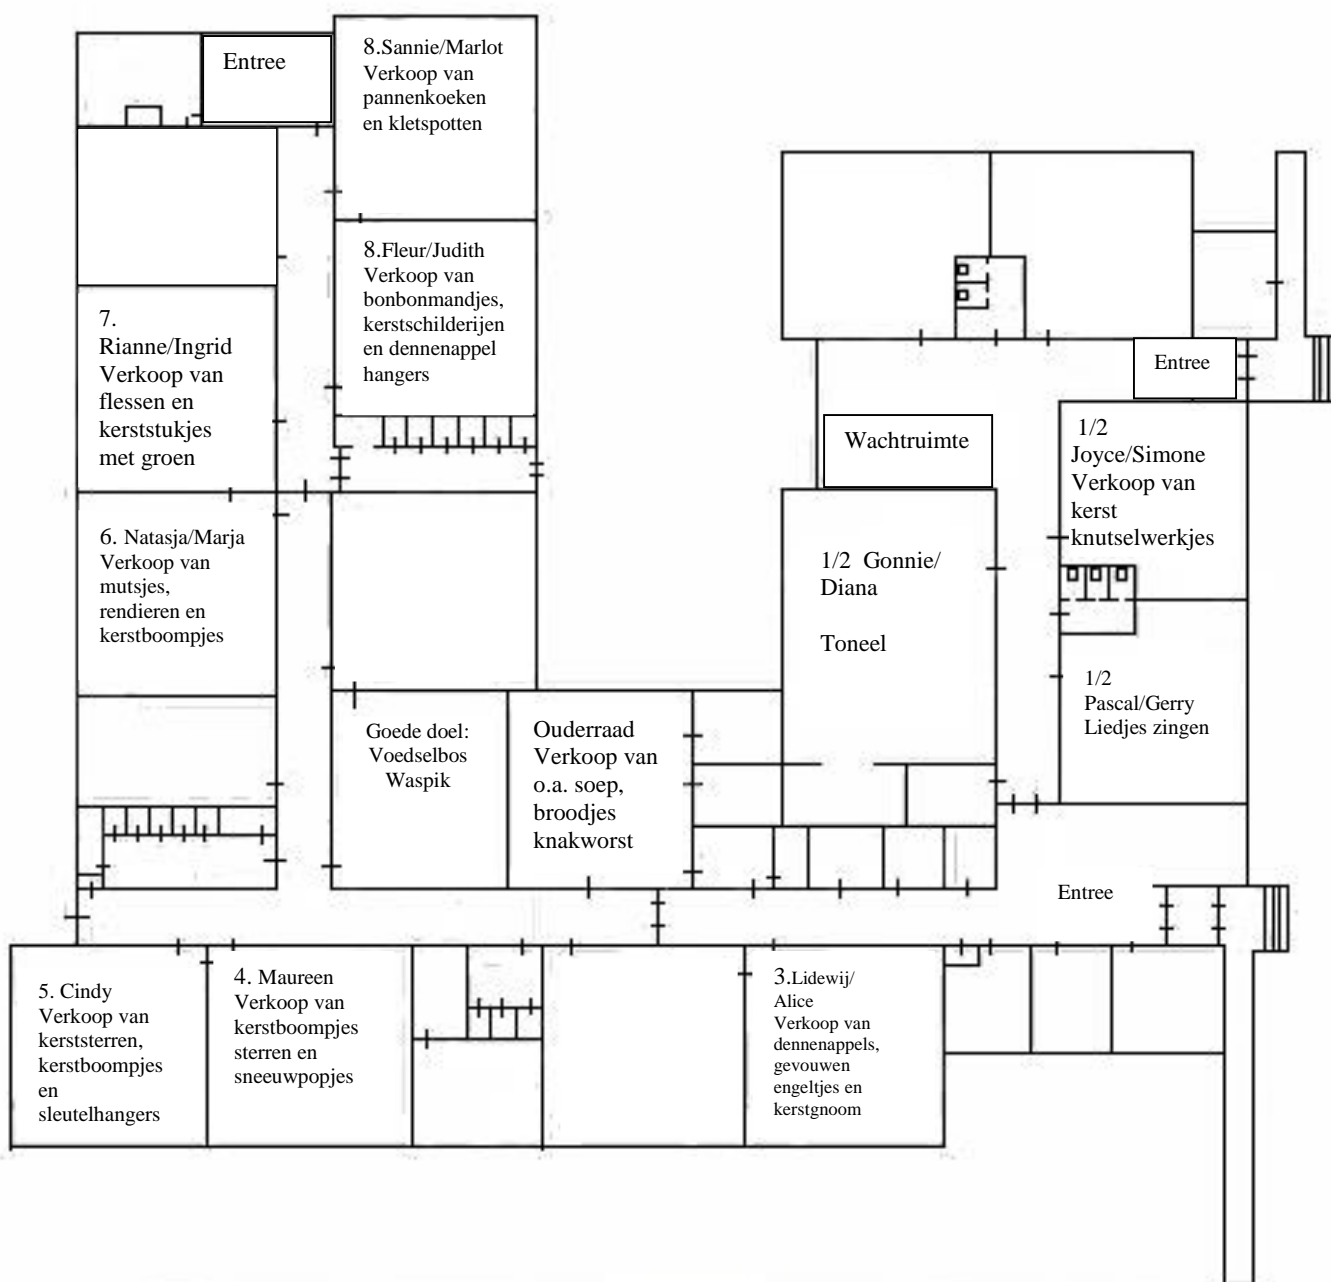 Entree
8.Sannie/Marlot
Verkoop van
pannenkoeken
en kletspotten
8.Fleur/Judith
Verkoop van
bonbonmandjes,
kerstschilderijen
en dennenappel
hangers
7.
Rianne/Ingrid
Verkoop van
flessen en
kerststukjes
met groen
Entree
Wachtruimte
1/2
Joyce/Simone
Verkoop van
kerst
knutselwerkjes
6. Natasja/Marja
Verkoop van
mutsjes,
rendieren en
kerstboompjes
1/2 Gonnie/
Diana
Toneel
1/2
Pascal/Gerry
Liedjes zingen
Goede doel:
Voedselbos
Waspik
Ouderraad
Verkoop van
o.a. soep,
broodjes
knakworst
Entree
5. Cindy
Verkoop van
kerststerren,
kerstboompjes
en
sleutelhangers
4. Maureen
Verkoop van
kerstboompjes
sterren en
sneeuwpopjes
3.Lidewij/
Alice
Verkoop van
dennenappels,
gevouwen
engeltjes en
kerstgnoom